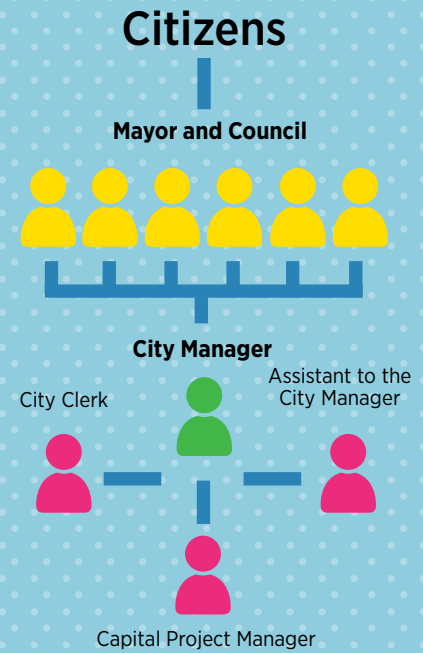 Citizens
Mayor and Council
City Manager
City Clerk
Assistant to the
City Manager
Capital Project Manager